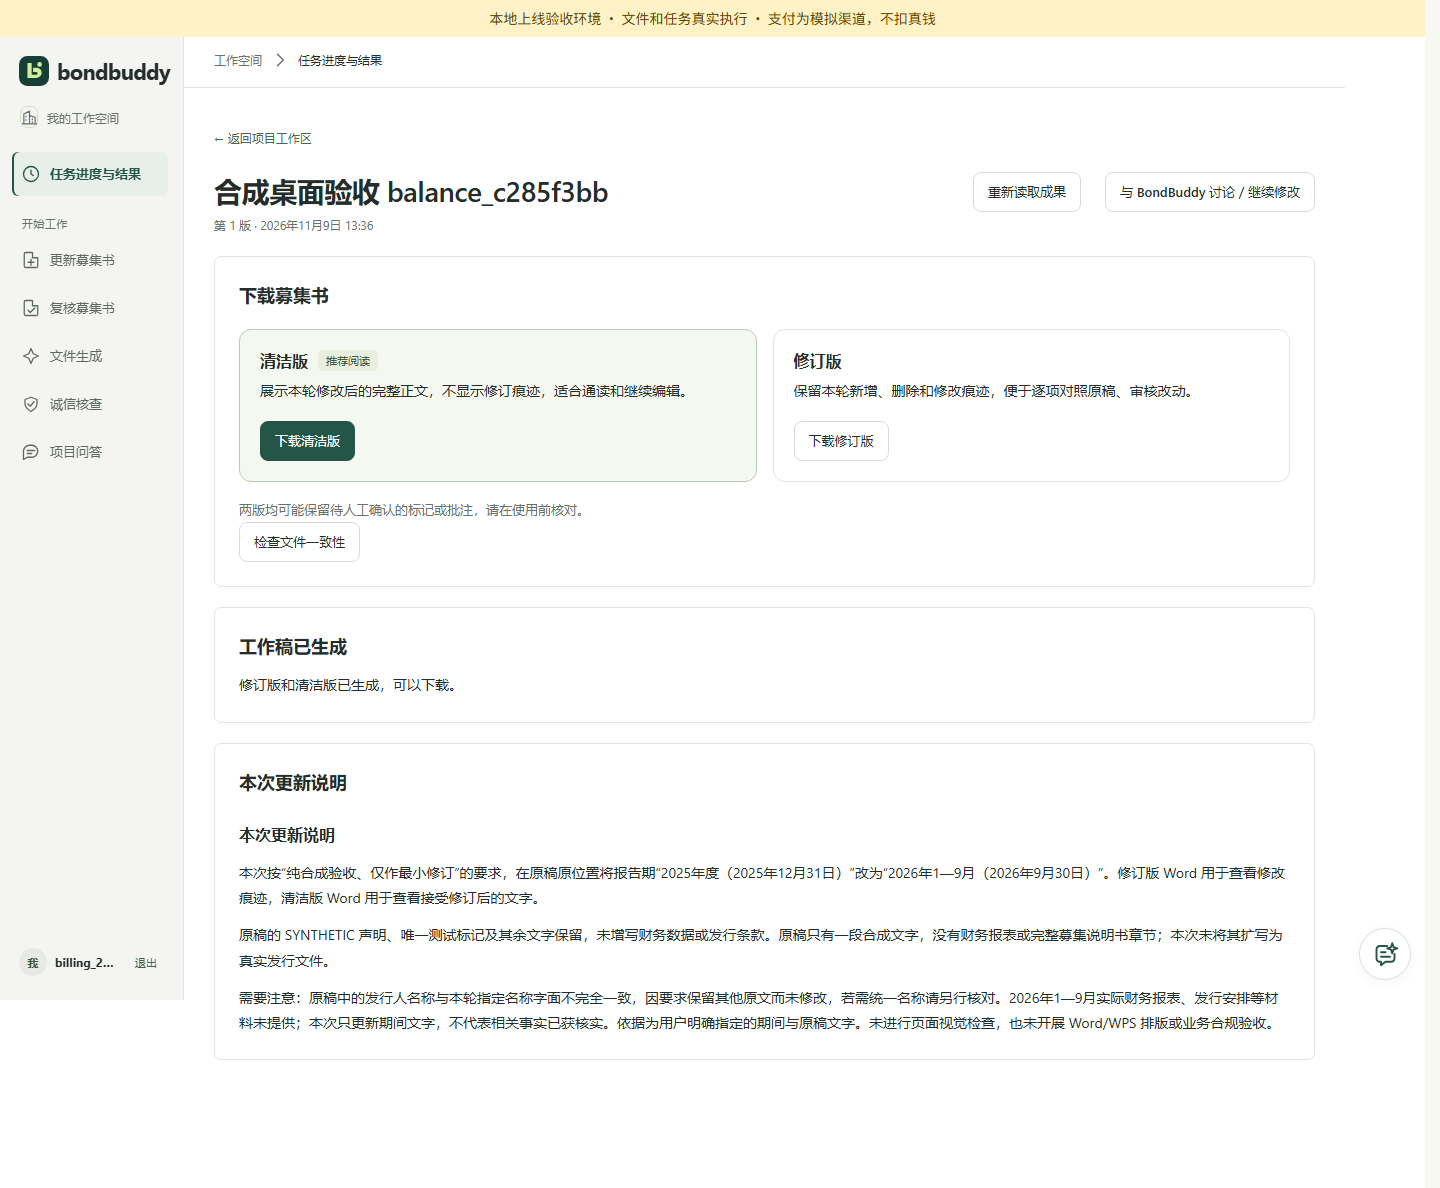 本地上线验收环境 · 文件和任务真实执行 · 支付为模拟渠道，不扣真钱
bondbuddy
我的工作空间
任务进度与结果
开始工作
更新募集书
复核募集书
文件生成
诚信核查
项目问答
我 billing_2... 退出
工作空间 > 任务进度与结果
← 返回项目工作区
合成桌面验收 balance_c285f3bb
第 1 版 · 2026年11月9日 13:36
重新读取成果
与 BondBuddy 讨论 / 继续修改
下载募集书
清洁版 推荐阅读
展示本轮修改后的完整正文，不显示修订痕迹，适合通读和继续编辑。
下载清洁版
修订版
保留本轮新增、删除和修改痕迹，便于逐项对照原稿、审核改动。
下载修订版
两版均可能保留待人工确认的标记或批注，请在使用前核对。
检查文件一致性
工作稿已生成
修订版和清洁版已生成，可以下载。
本次更新说明
本次更新说明
本次按“纯合成验收、仅作最小修订”的要求，在原稿原位置将报告期“2025年度（2025年12月31日）”改为“2026年1—9月（2026年9月30日）”。修订版 Word 用于查看修改
痕迹，清洁版 Word 用于查看接受修订后的文字。
原稿的 SYNTHETIC 声明、唯一测试标记及其余文字保留，未增写财务数据或发行条款。原稿只有一段合成文字，没有财务报表或完整募集说明书章节；本次未将其扩写为
真实发行文件。
需要注意：原稿中的发行人名称与本轮指定名称字面不完全一致，因要求保留其他原文而未修改，若需统一名称请另行核对。2026年1—9月实际财务报表、发行安排等材
料未提供；本次只更新期间文字，不代表相关事实已获核实。依据为用户明确指定的期间与原稿文字。未进行页面视觉检查，也未开展 Word/WPS 排版或业务合规验收。